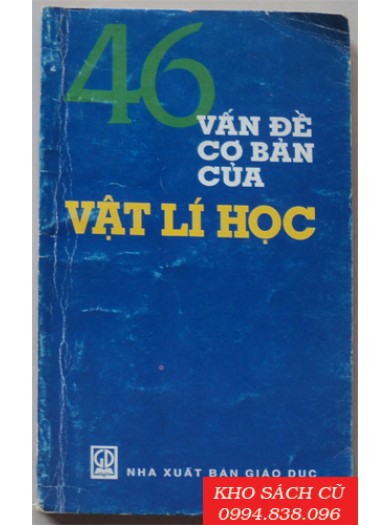 46
VẤN ĐỀ
CƠ BẢN
CỦA
VẬT LÍ HỌC
GD
NHÀ XUẤT BẢN GIÁO DỤC
KHO SÁCH CŨ
0994.838.096